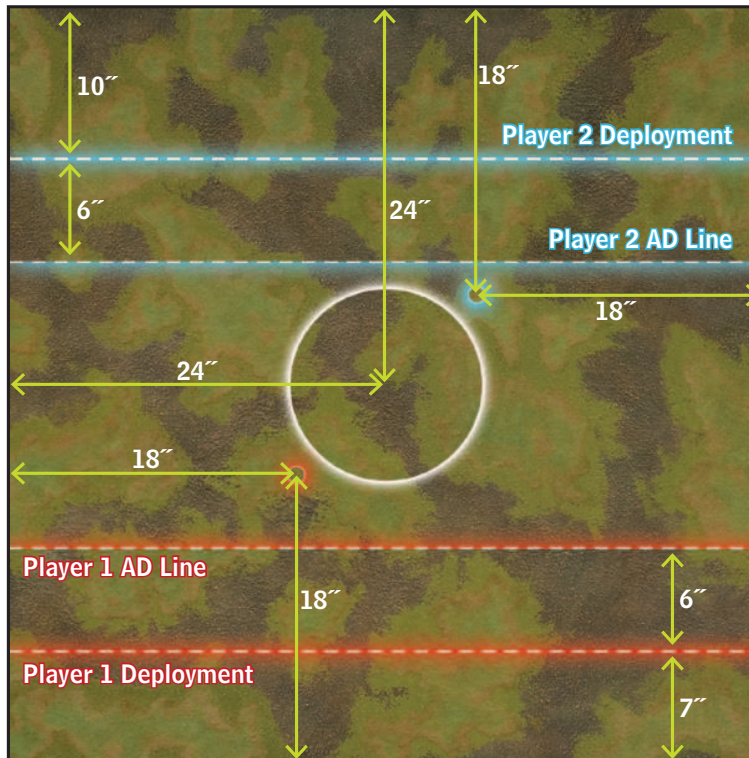 10″
18″
Player 2 Deployment
6″
24″
Player 2 AD Line
18″
24″
18″
Player 1 AD Line
18″
6″
Player 1 Deployment
7″